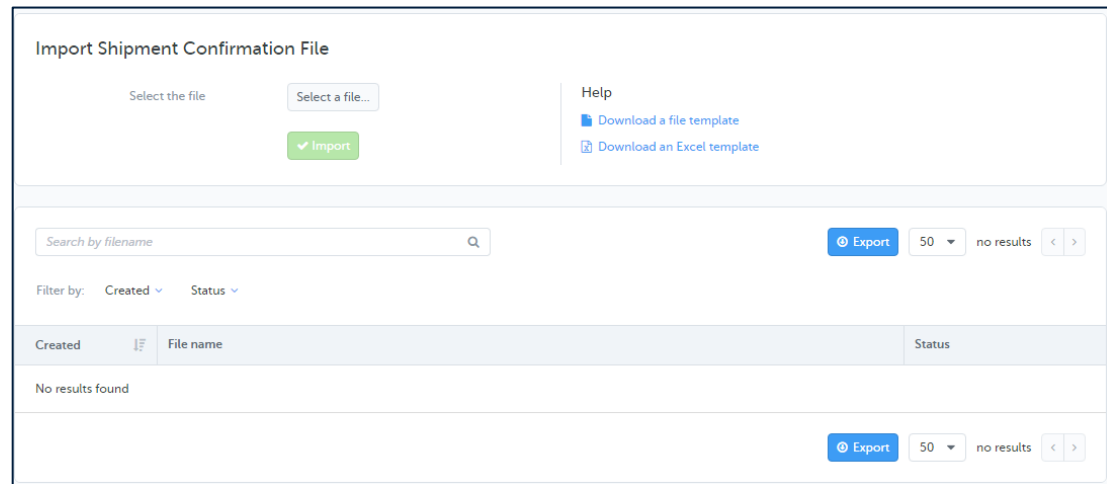 Import Shipment Confirmation File
Select the file
Select a file...
Import
Help
Download a file template
Download an Excel template
Search by filename
Export 50 no results
Filter by: Created Status
Created File name Status
No results found
Export 50 no results